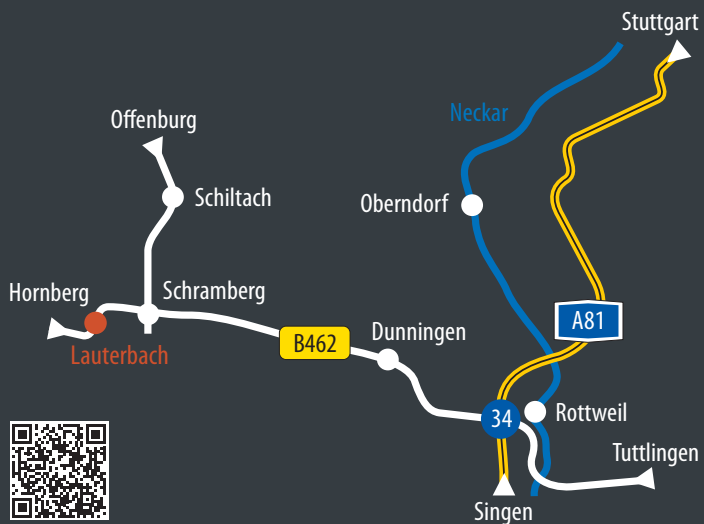 Stuttgart
Neckar
Offenburg
Schiltach
Oberndorf
Hornberg
Schramberg
A81
Lauterbach
B462
Dunningen
34
Rottweil
Tuttlingen
Singen